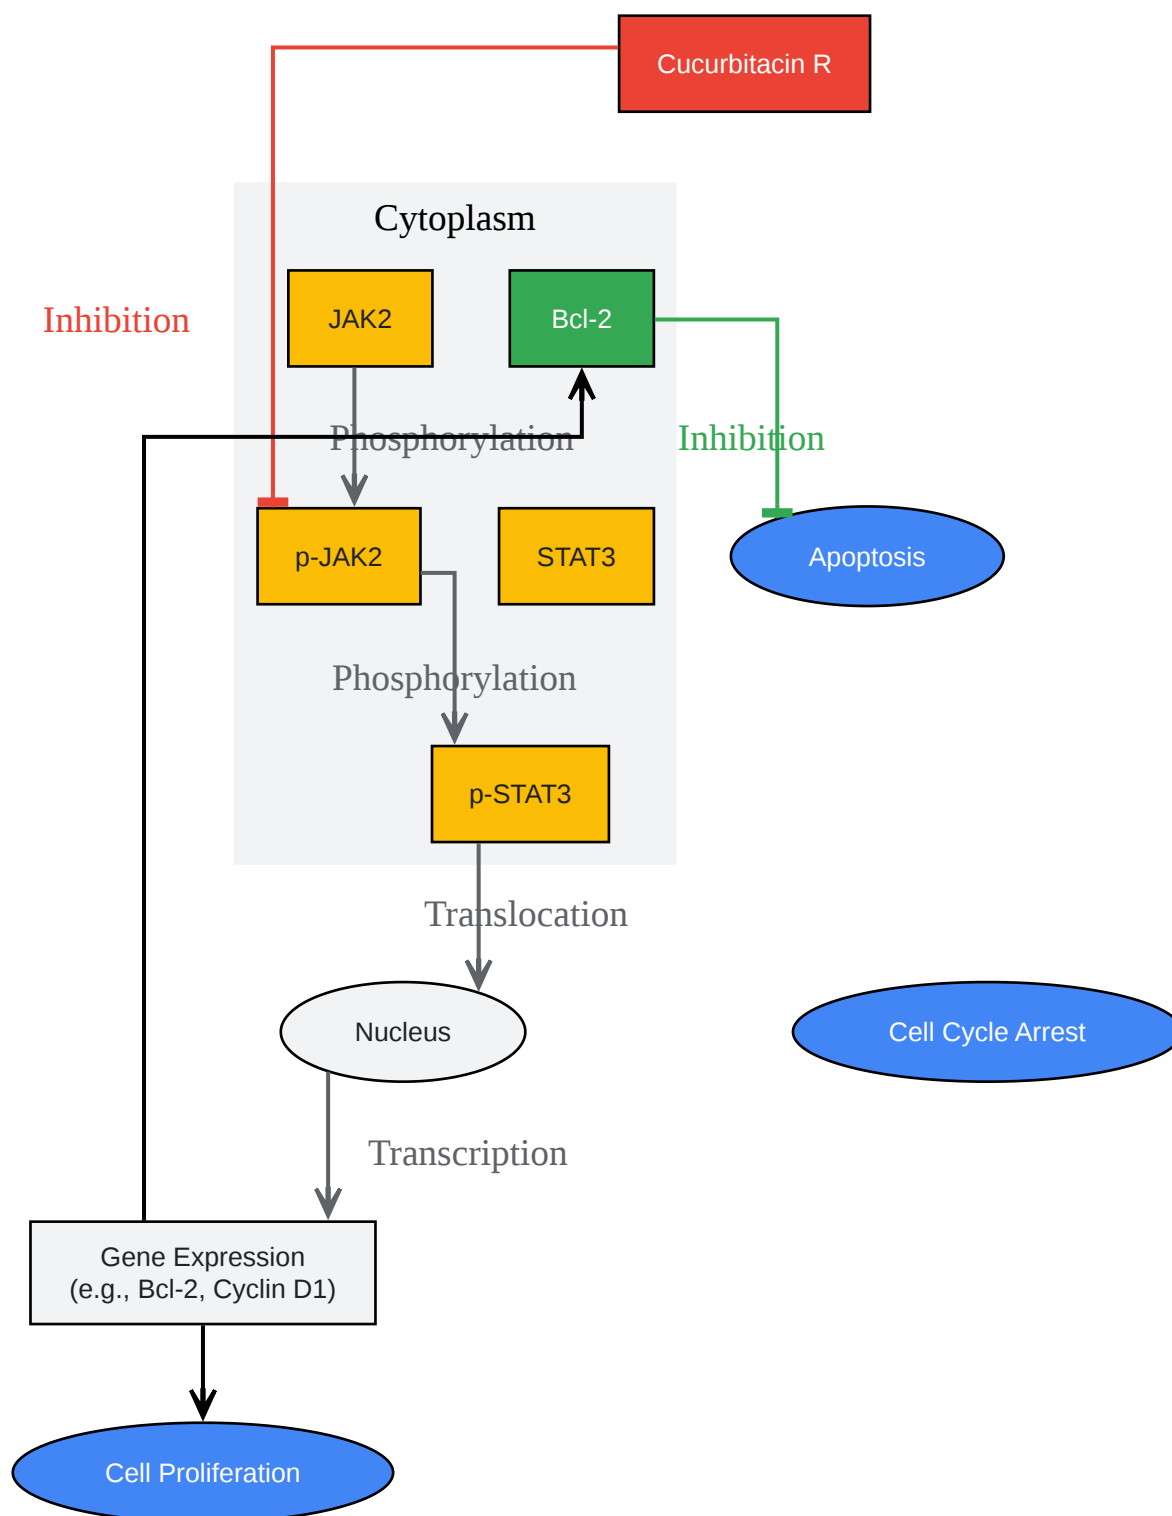 Cucurbitacin R
Cytoplasm
Inhibition
JAK2
Bcl-2
Phosphorylation
Inhibition
p-JAK2
STAT3
Apoptosis
Phosphorylation
p-STAT3
Translocation
Nucleus
Cell Cycle Arrest
Transcription
Gene Expression
(e.g., Bcl-2, Cyclin D1)
Cell Proliferation